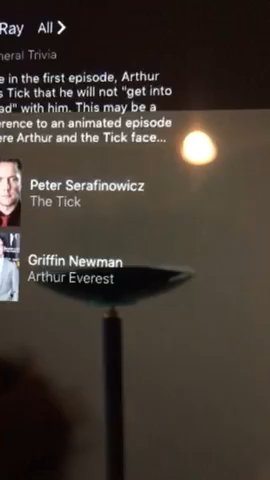 Ray All
neral Trivia
e in the first episode, Arthur
s Tick that he will not "get into
ad" with him. This may be a
erence to an animated episode
ere Arthur and the Tick face...
Peter Serafinowicz
The Tick
Griffin Newman
Arthur Everest